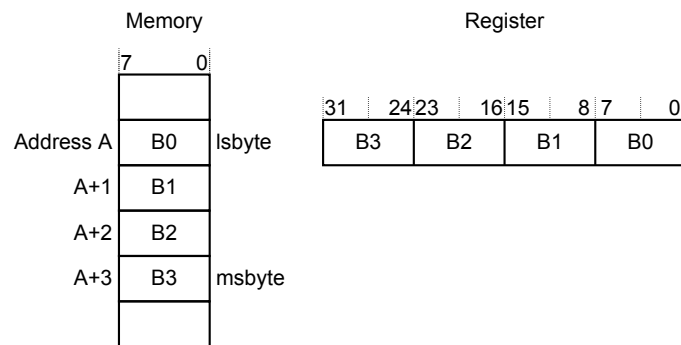 Memory Register
7 0
31 24 23 16 15 8 7 0
Address A B0 lsbyte B3 B2 B1 B0
A+1 B1
A+2 B2
A+3 B3 msbyte